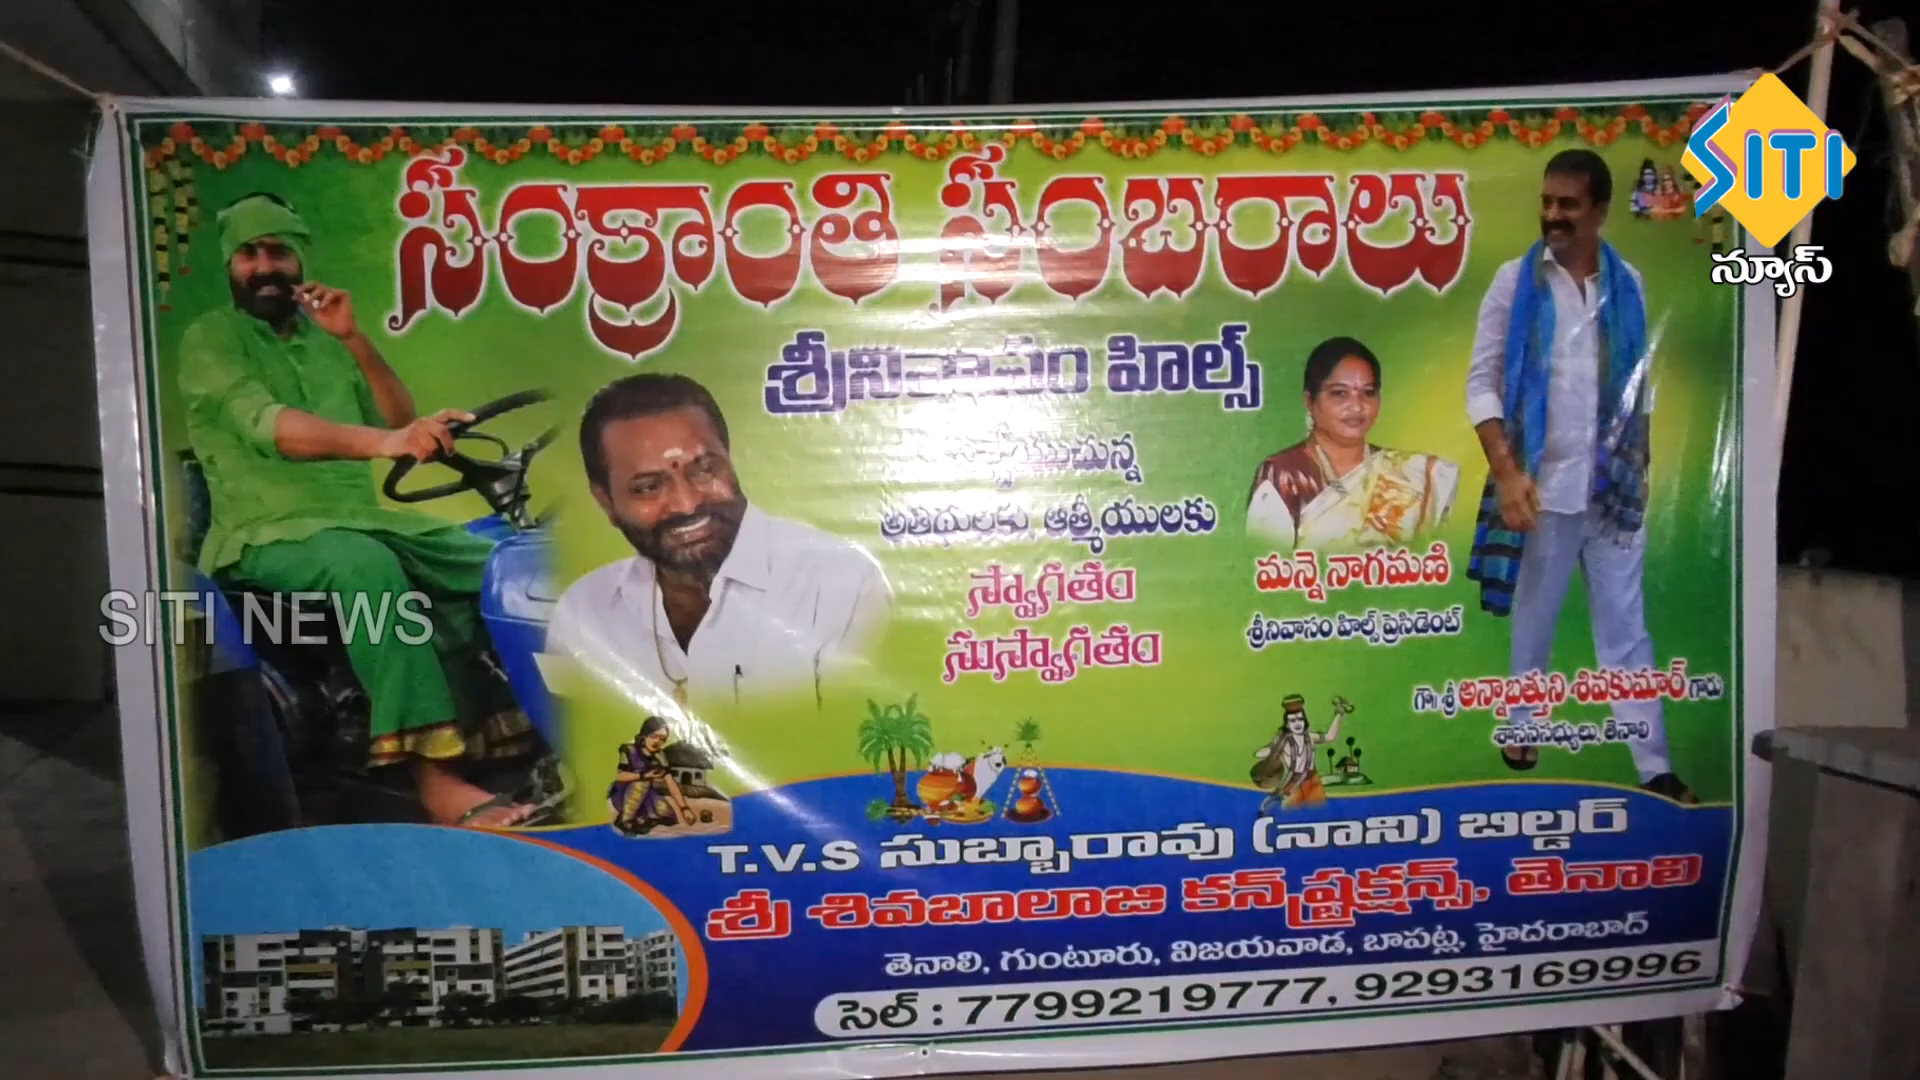 SITI
న్యూస్
సంక్రాంతి సంబరాలు
శ్రీనివాసం హిల్స్
అతిథులకు, ఆత్మీయులకు
స్వాగతం
సుస్వాగతం
మన్నె నాగమణి
శ్రీనివాసం హిల్స్ ప్రెసిడెంట్
గౌ॥ శ్రీ అన్నాబత్తుని శివకుమార్ గారు
శాసనసభ్యులు, తెనాలి
SITI NEWS
T.V.S సుబ్బారావు (నాని) బిల్డర్
శ్రీ శివబాలాజి కన్‌స్ట్రక్షన్స్, తెనాలి
తెనాలి, గుంటూరు, విజయవాడ, బాపట్ల, హైదరాబాద్
సెల్ : 7799219777, 9293169996